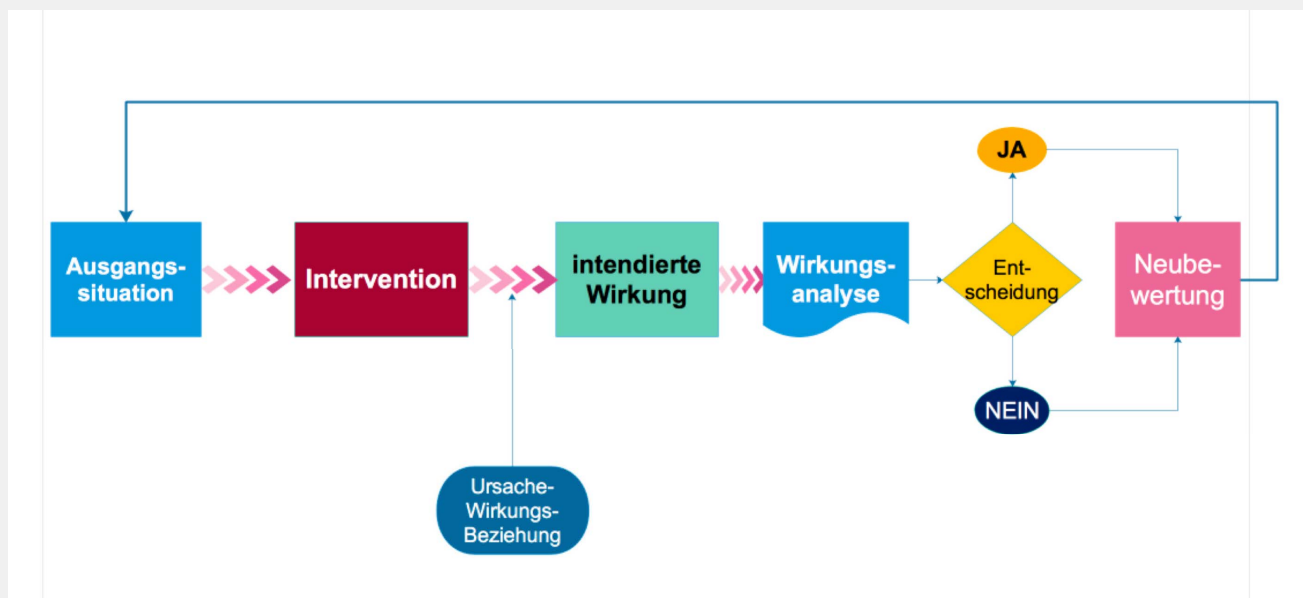 Ausgangs-
situation
Intervention
intendierte
Wirkung
Wirkungs-
analyse
JA
Ent-
scheidung
NEIN
Neube-
wertung
Ursache-
Wirkungs-
Beziehung